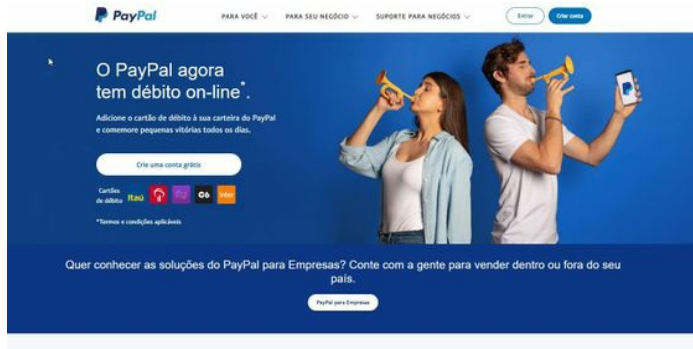 PayPal
PARA VOCÊ
PARA SEU NEGÓCIO
SUPORTE PARA NEGÓCIOS
Entrar
Criar conta
O PayPal agora
tem débito on-line*.
Adicione o cartão de débito à sua carteira do PayPal
e comemore pequenas vitórias todos os dias.
Crie uma conta grátis
Cartões
de débito
Itaú
nu
C6
inter
*Termos e condições aplicáveis
Quer conhecer as soluções do PayPal para Empresas? Conte com a gente para vender dentro ou fora do seu
país.
PayPal para Empresas